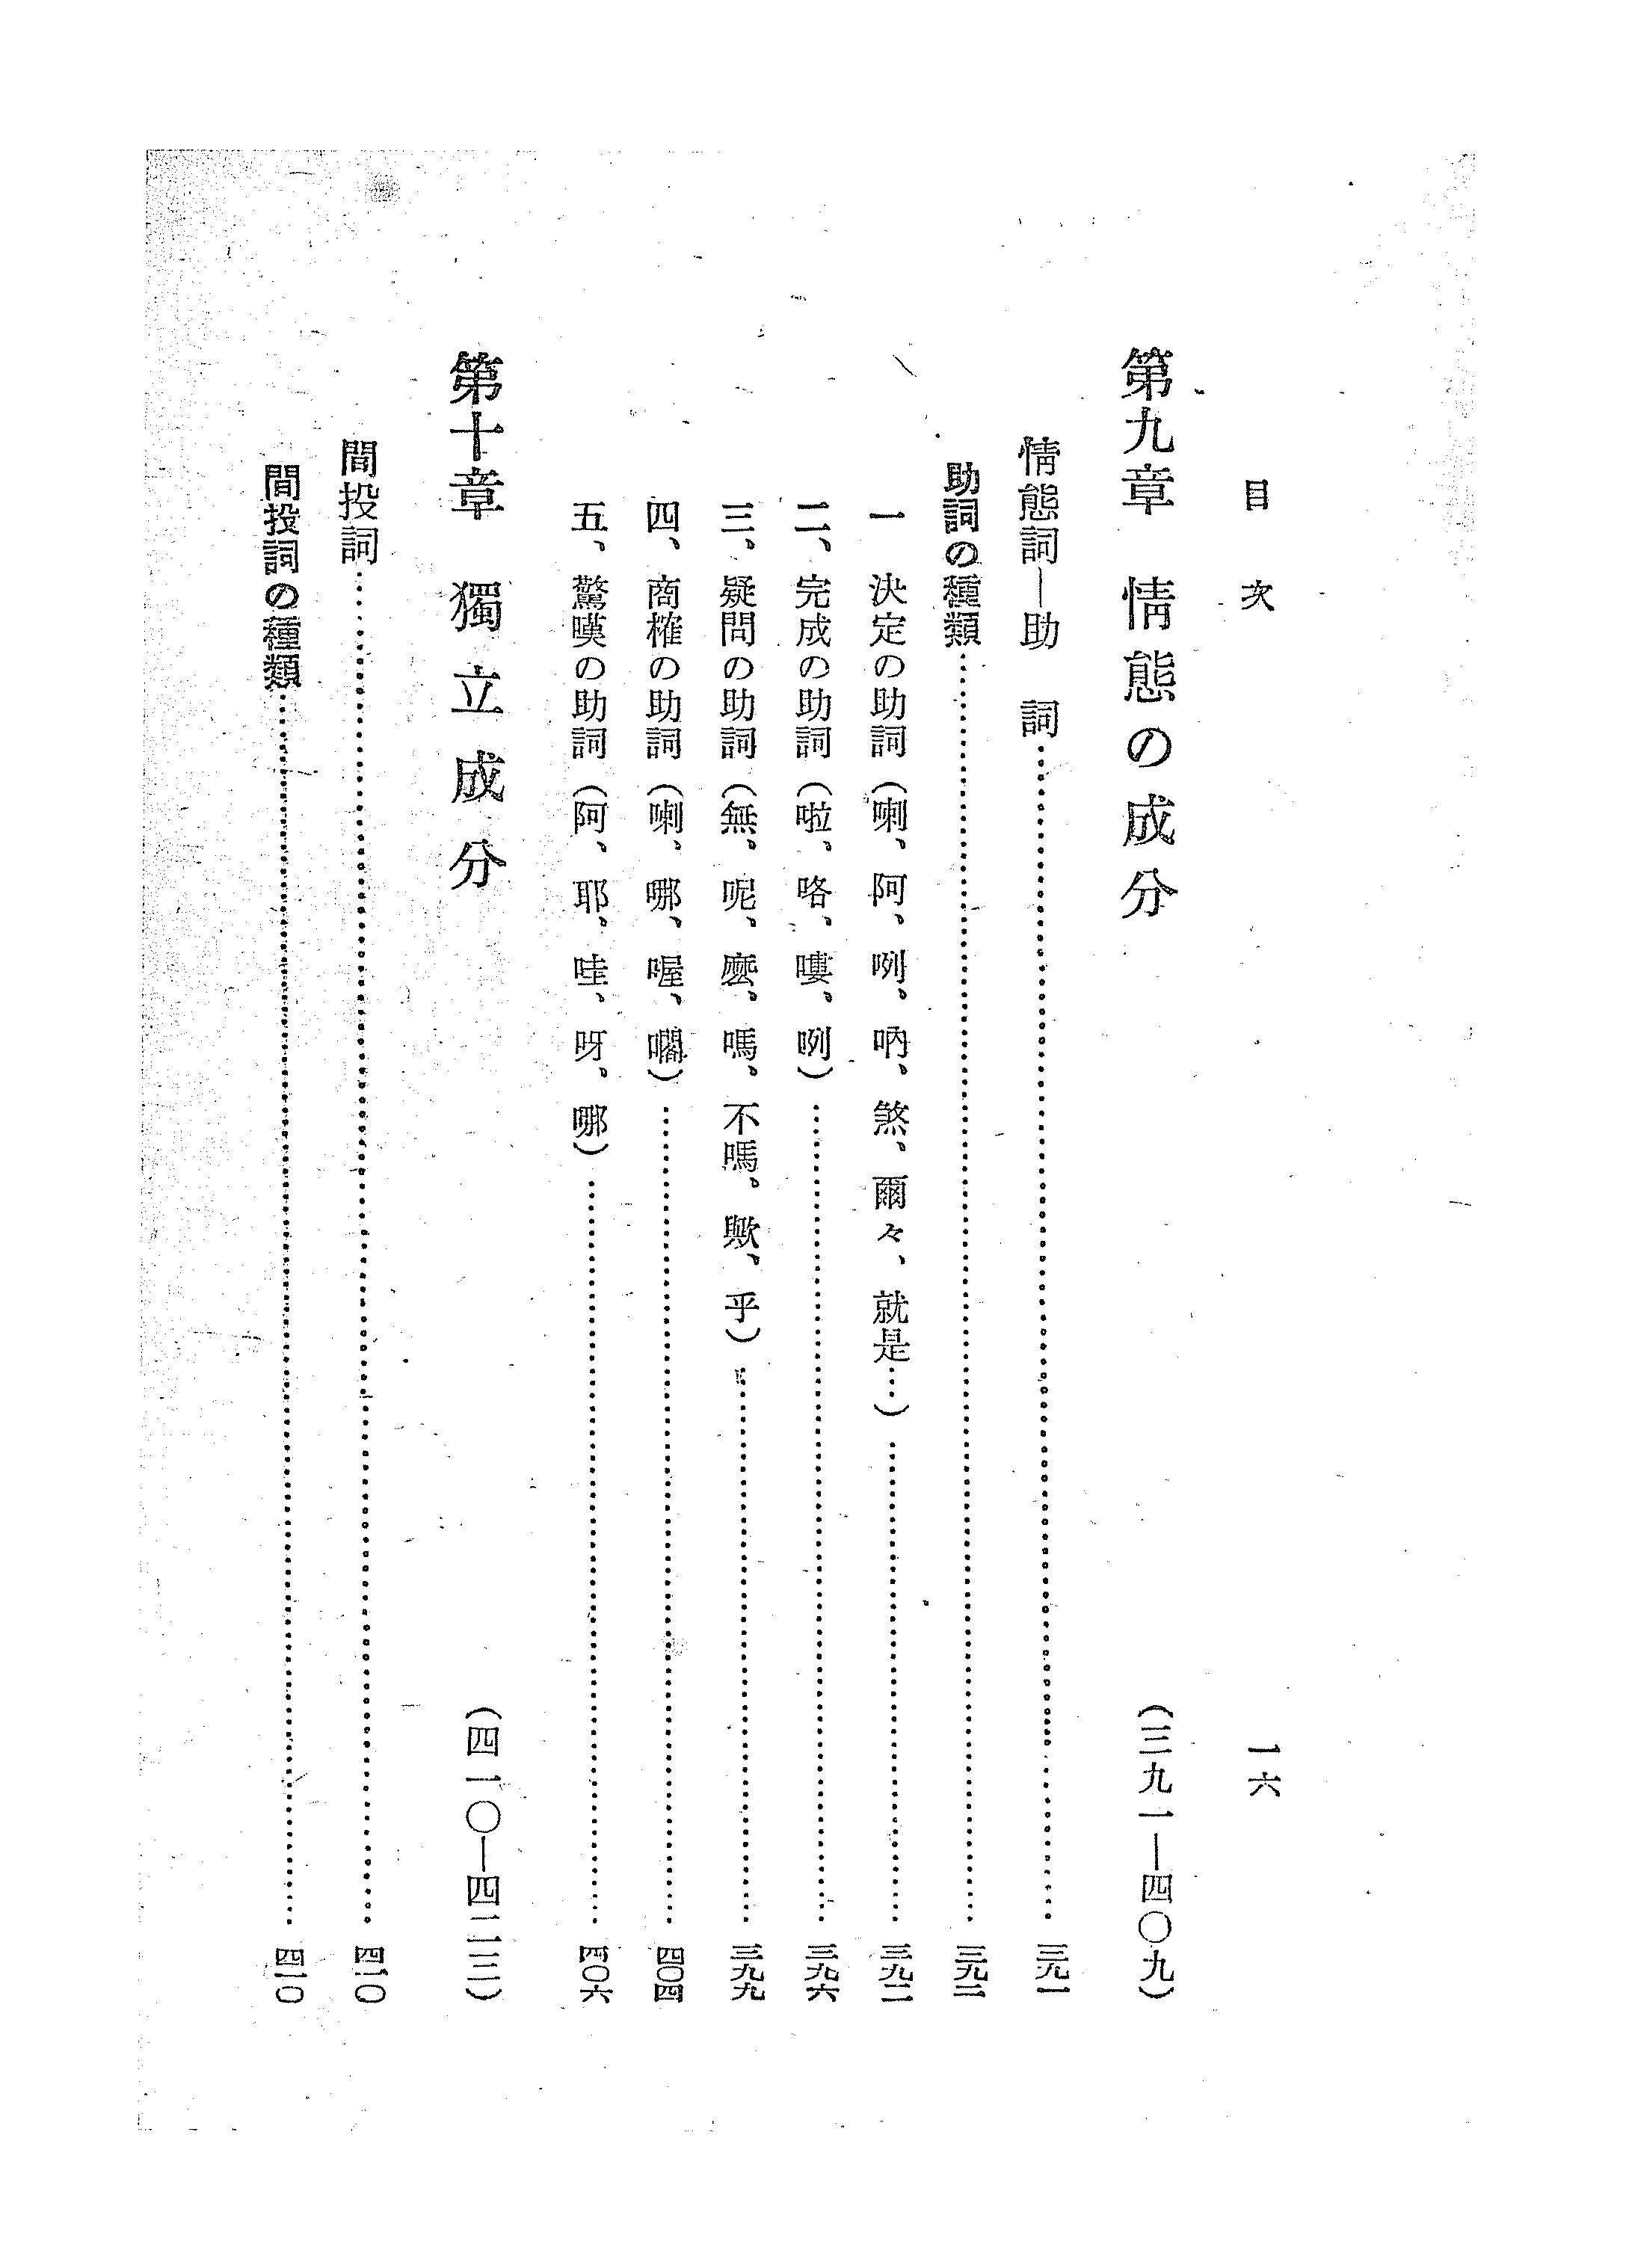 目次　一六
第九章　情態の成分　（三九一―四〇九）
情態詞―助　詞……三九一
助詞の種類……三九二
一　決定の助詞（喇、阿、咧、吶、煞、爾々、就是…）……三九二
二、完成の助詞（啦、咯、嘍、咧）……三九六
三、疑問の助詞（無、呢、麽、嗎、不嗎、歟、乎）……三九九
四、商榷の助詞（喇、哪、喔、嚪）……四〇四
五、驚嘆の助詞（阿、耶、哇、呀、哪）……四〇六
第十章　獨立成分　（四一〇―四二三）
間投詞……四一〇
間投詞の種類……四一〇